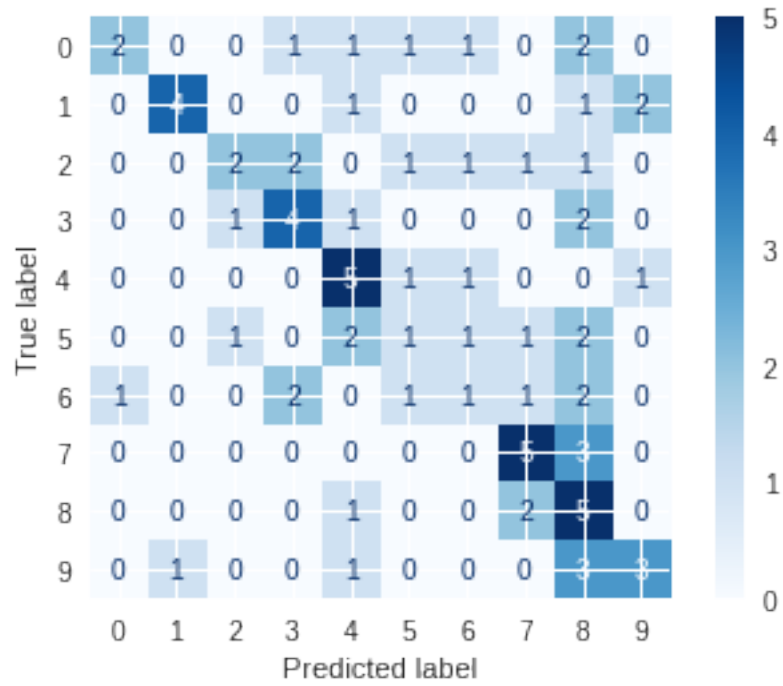 0 2 0 0 1 1 1 1 0 2 0
1 0 4 0 0 1 0 0 0 1 2
2 0 0 2 2 0 1 1 1 1 0
3 0 0 1 4 1 0 0 0 2 0
4 0 0 0 0 5 1 1 0 0 1
5 0 0 1 0 2 1 1 1 2 0
6 1 0 0 2 0 1 1 1 2 0
7 0 0 0 0 0 0 0 5 3 0
8 0 0 0 0 1 0 0 2 5 0
9 0 1 0 0 1 0 0 0 3 3
0 1 2 3 4 5 6 7 8 9
Predicted label
True label
5
4
3
2
1
0